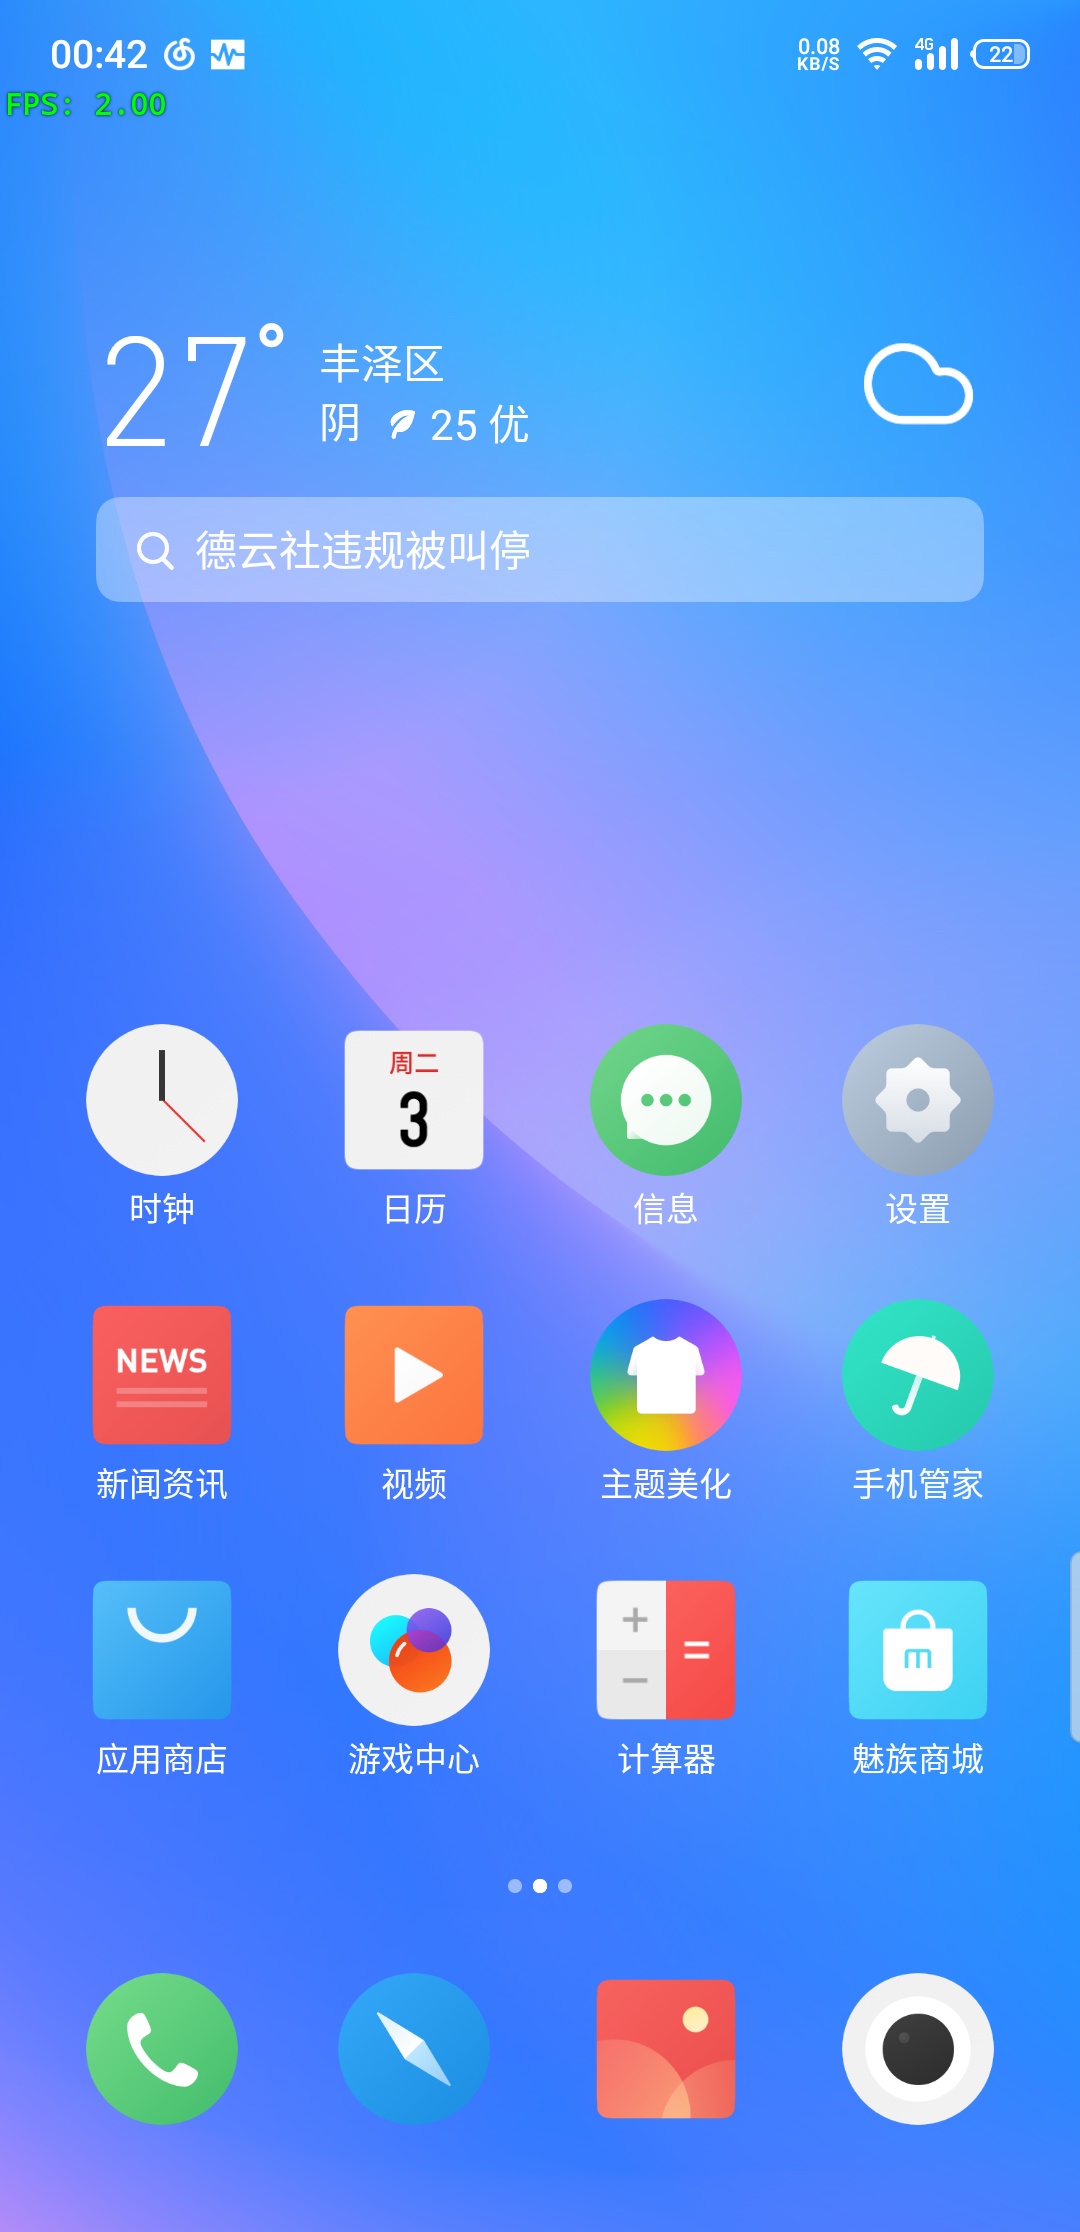 00:42
0.08
KB/S
4G
22
FPS: 2.00
27°
丰泽区
阴 25 优
德云社违规被叫停
周二
3
时钟
日历
信息
设置
NEWS
新闻资讯
视频
主题美化
手机管家
+
−
=
m
应用商店
游戏中心
计算器
魅族商城